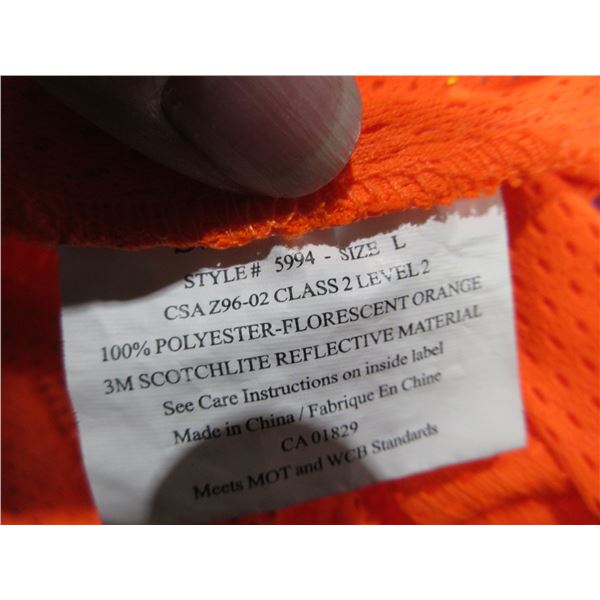 STYLE# 5994 - SIZE L
CSA Z96-02 CLASS 2 LEVEL 2
100% POLYESTER-FLORESCENT ORANGE
3M SCOTCHLITE REFLECTIVE MATERIAL
See Care Instructions on inside label
Made in China / Fabrique En Chine
CA 01829
Meets MOT and WCB Standards